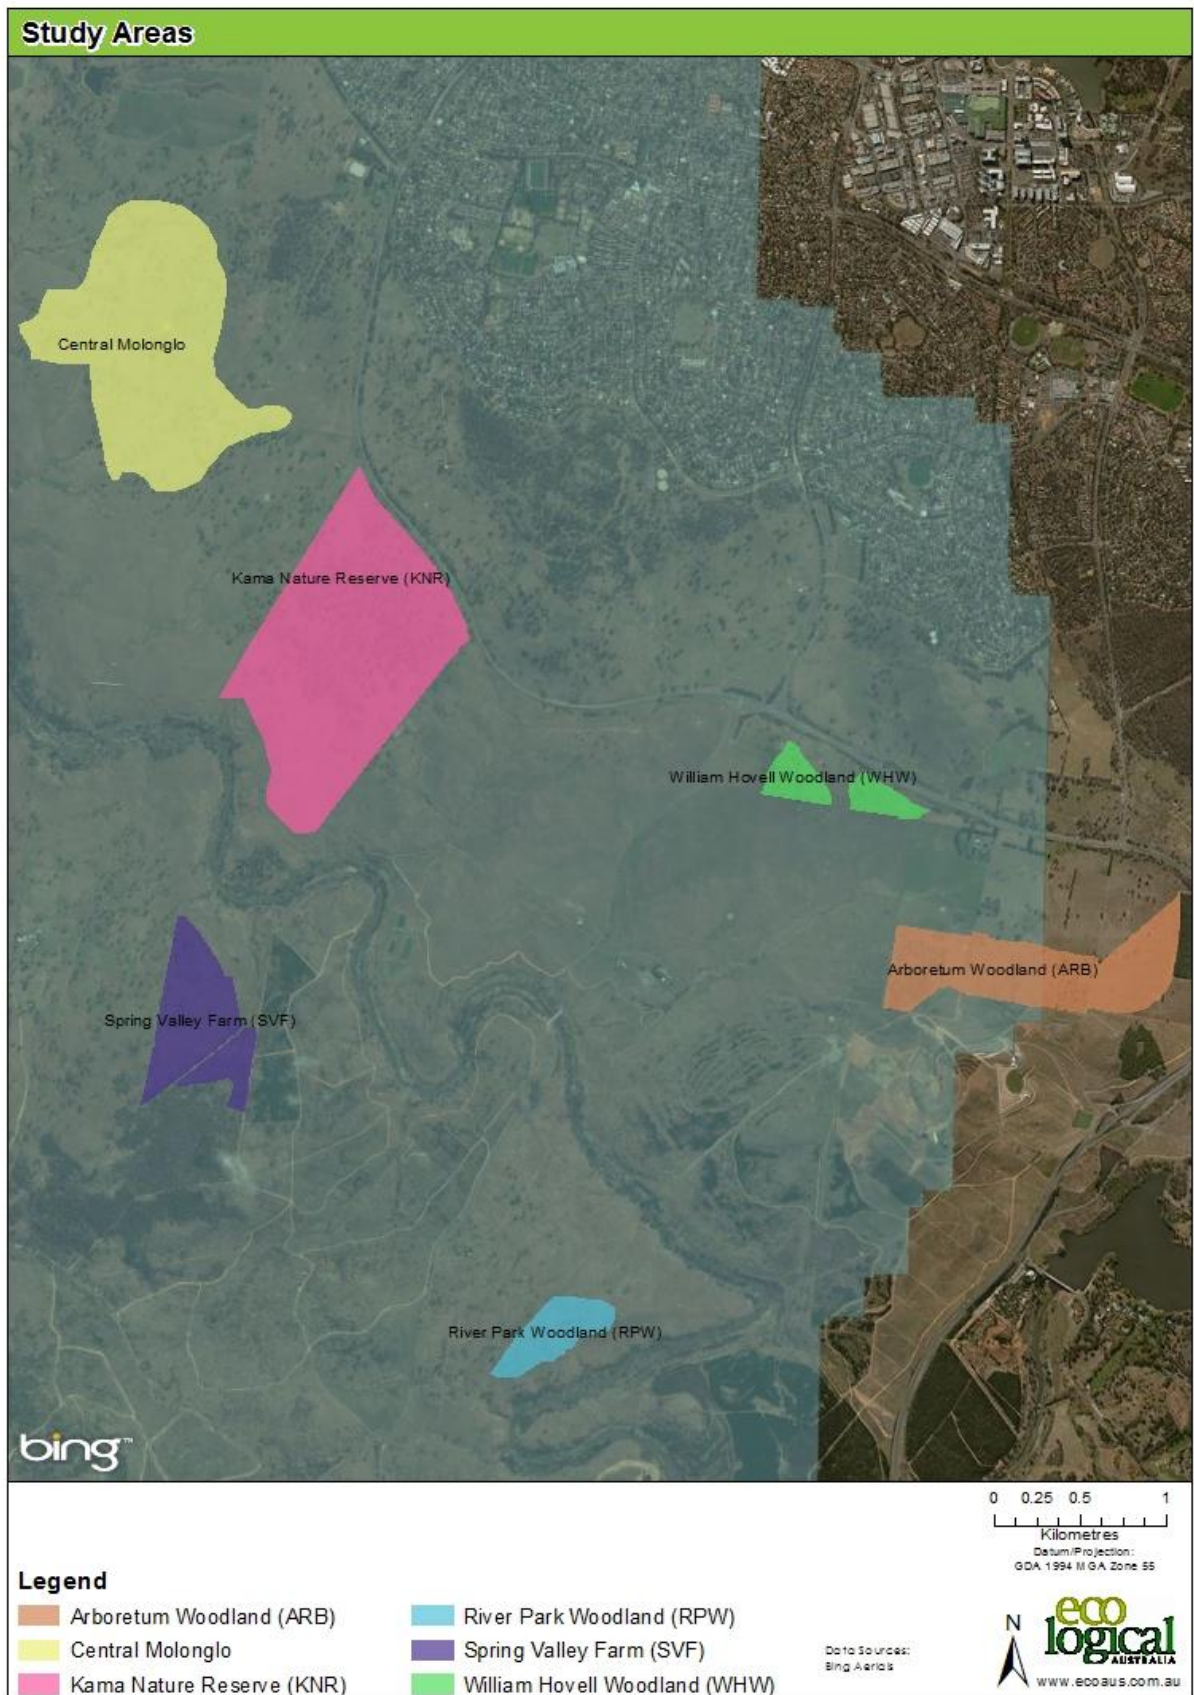 Study Areas
Central Molonglo
Kama Nature Reserve (KNR)
William Hovell Woodland (WHW)
Arboretum Woodland (ARB)
Spring Valley Farm (SVF)
River Park Woodland (RPW)
bing™
0 0.25 0.5 1
Kilometres
Datum/Projection:
GDA 1994 MGA Zone 55
Legend
Arboretum Woodland (ARB)
Central Molonglo
Kama Nature Reserve (KNR)
River Park Woodland (RPW)
Spring Valley Farm (SVF)
William Hovell Woodland (WHW)
Data Sources:
Bing Aerials
N
eco
logical
AUSTRALIA
www.ecoaus.com.au